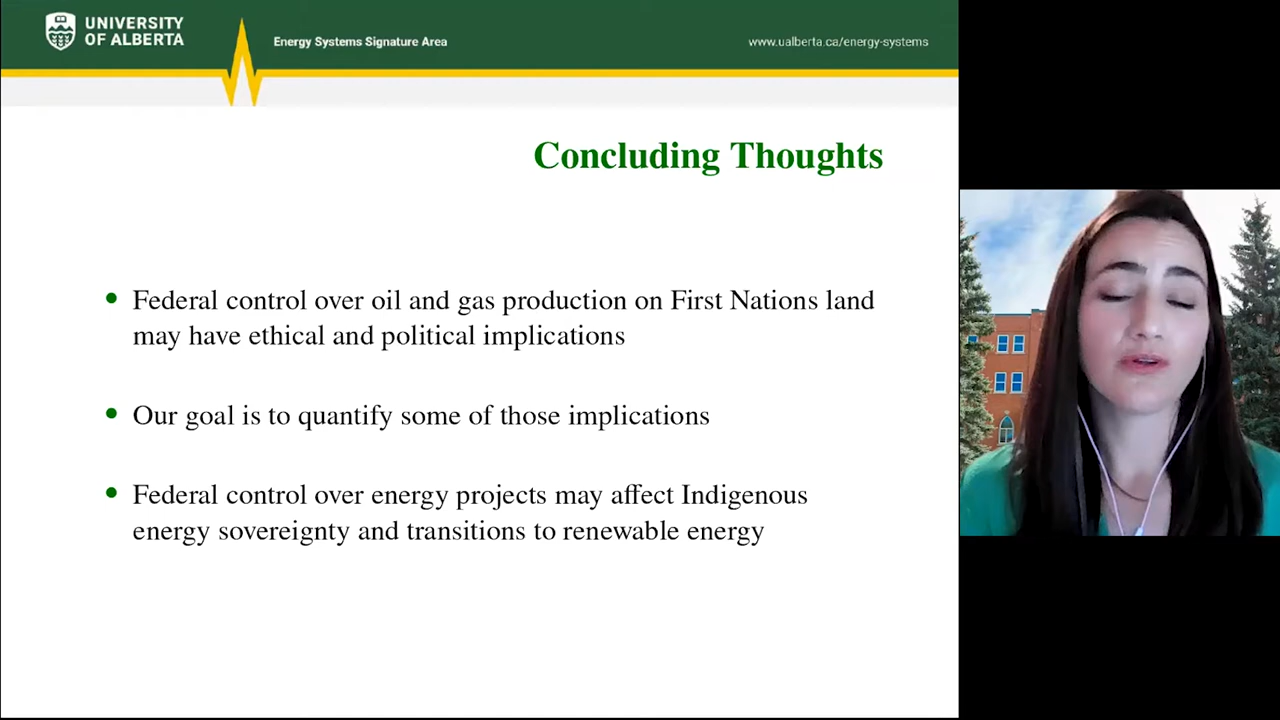 UNIVERSITY
OF ALBERTA
Energy Systems Signature Area
www.ualberta.ca/energy-systems
Concluding Thoughts
Federal control over oil and gas production on First Nations land
may have ethical and political implications
Our goal is to quantify some of those implications
Federal control over energy projects may affect Indigenous
energy sovereignty and transitions to renewable energy